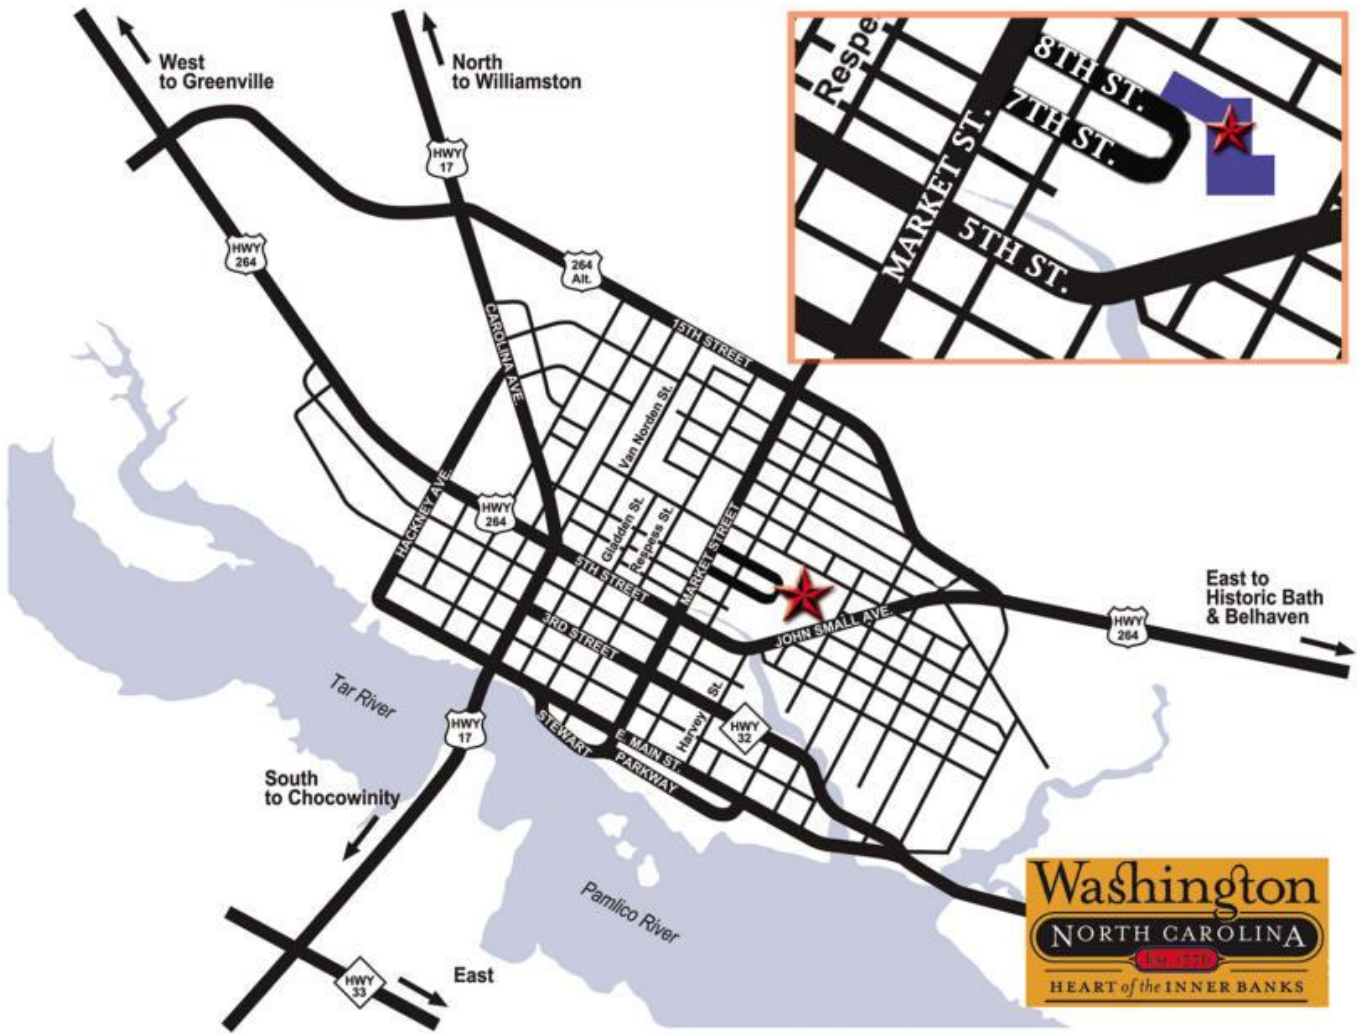 West
to Greenville
North
to Williamston
HWY
17
HWY
264
264
Alt.
CAROLINA AVE.
15TH STREET
Van Norden St.
HACKNEY AVE.
HWY
264
Gladden St.
Respess St.
MARKET STREET
5TH STREET
3RD STREET
JOHN SMALL AVE.
East to
Historic Bath
& Belhaven
HWY
264
Tar River
HWY
17
STEWART
PARKWAY
E. MAIN ST.
Harvey St.
HWY
32
South
to Chocowinity
Pamlico River
HWY
33
East
Respe
8TH ST.
7TH ST.
MARKET ST.
5TH ST.
Washington
NORTH CAROLINA
Est. 1776
HEART of the INNER BANKS